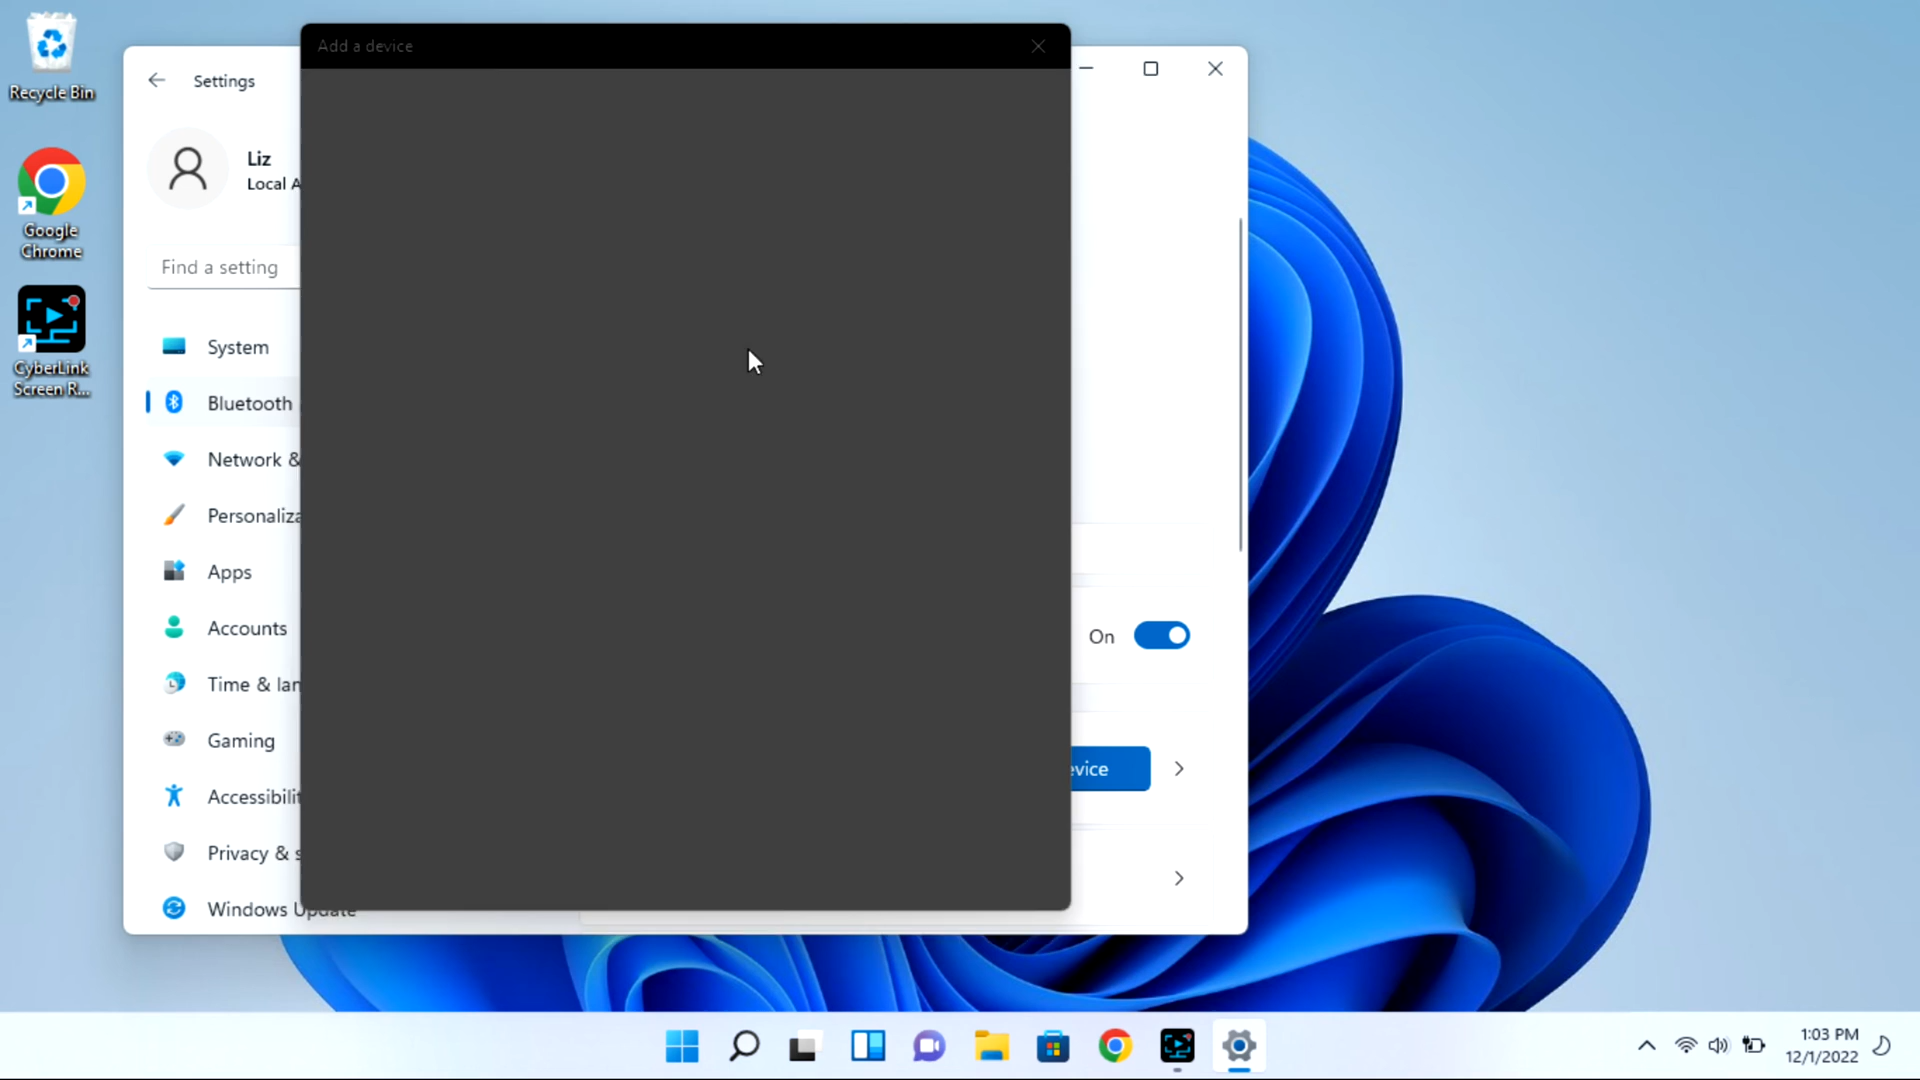 Recycle Bin
Google
Chrome
CyberLink
Screen R...
Add a device
Settings
Liz
Local A
Find a setting
System
Bluetooth
Network &
Personaliza
Apps
Accounts
Time & lan
Gaming
Accessibilit
Privacy & s
Windows Update
On
evice
1:03 PM
12/1/2022